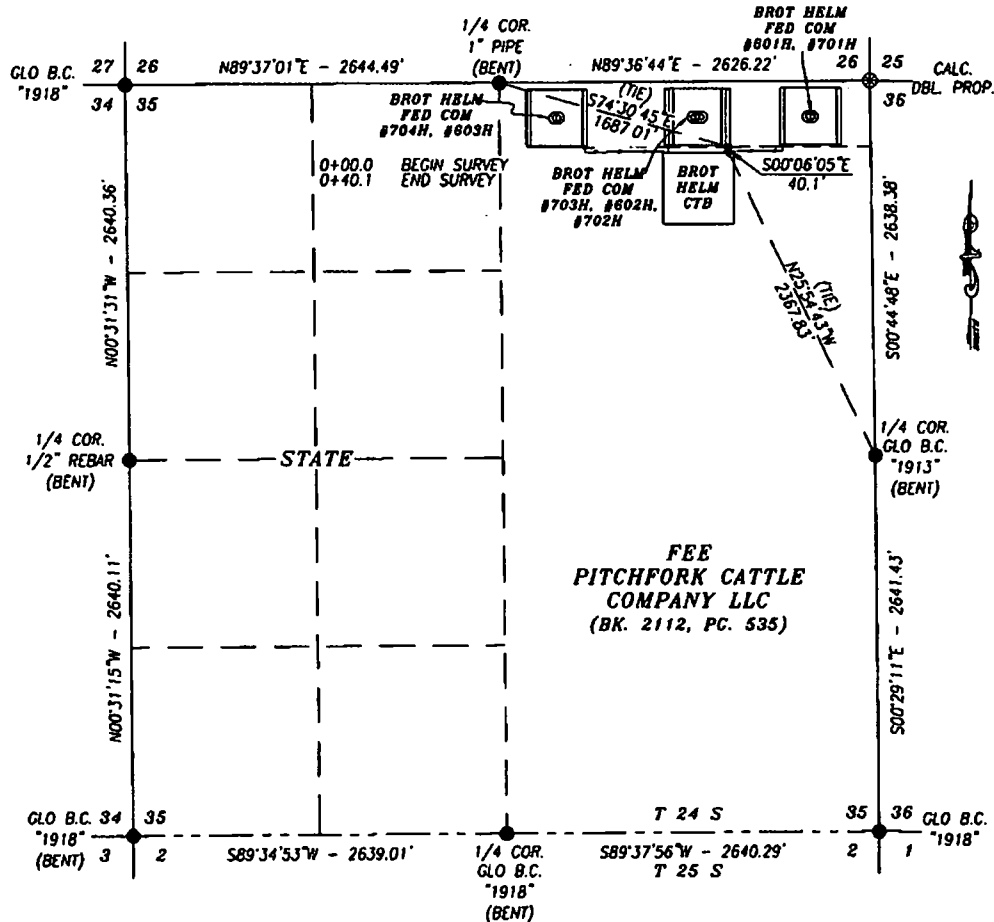 1/4 COR.
1" PIPE
(BENT)
BROT HELM
FED COM
#601H, #701H
GLO B.C.
"1918"
27 26
34 35
N89°37'01"E - 2644.49'
N89°36'44"E - 2626.22'
26 25
36
CALC.
DBL. PROP.
BROT HELM
FED COM
#704H, #603H
(TIE)
S74°30'45"E
1687.01'
0+00.0 BEGIN SURVEY
0+40.1 END SURVEY
BROT HELM
FED COM
#703H, #602H,
#702H
BROT
HELM
CTB
S00°06'05"E
40.1'
N00°31'31"W - 2640.36'
S00°44'48"E - 2638.38'
(TIE)
N25°54'43"W
2367.83'
1/4 COR.
1/2" REBAR
(BENT)
STATE
1/4 COR.
GLO B.C.
"1913"
(BENT)
FEE
PITCHFORK CATTLE
COMPANY LLC
(BK. 2112, PG. 535)
N00°31'15"W - 2640.11'
S00°29'11"E - 2641.43'
GLO B.C.
"1918"
(BENT)
34 35
3 2
S89°34'53"W - 2639.01'
1/4 COR.
GLO B.C.
"1918"
(BENT)
T 24 S
S89°37'56"W - 2640.29'
T 25 S
35 36
2 1
GLO B.C.
"1918"